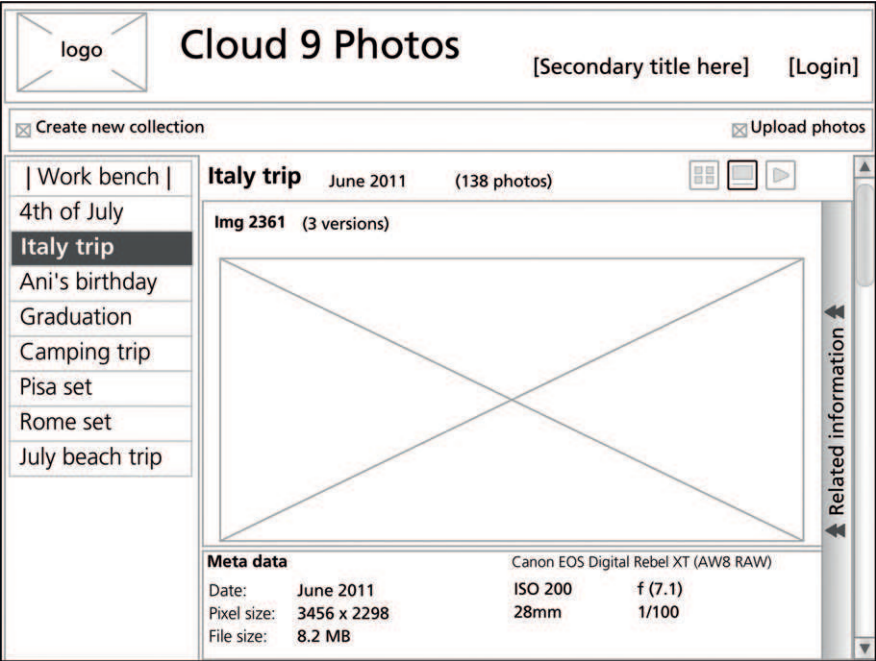 logo
Cloud 9 Photos
[Secondary title here] [Login]
Create new collection
Upload photos
| Work bench |
4th of July
Italy trip
Ani's birthday
Graduation
Camping trip
Pisa set
Rome set
July beach trip
Italy trip June 2011 (138 photos)
Img 2361 (3 versions)
Related information
Meta data
Date: June 2011
Pixel size: 3456 x 2298
File size: 8.2 MB
Canon EOS Digital Rebel XT (AW8 RAW)
ISO 200 f (7.1)
28mm 1/100